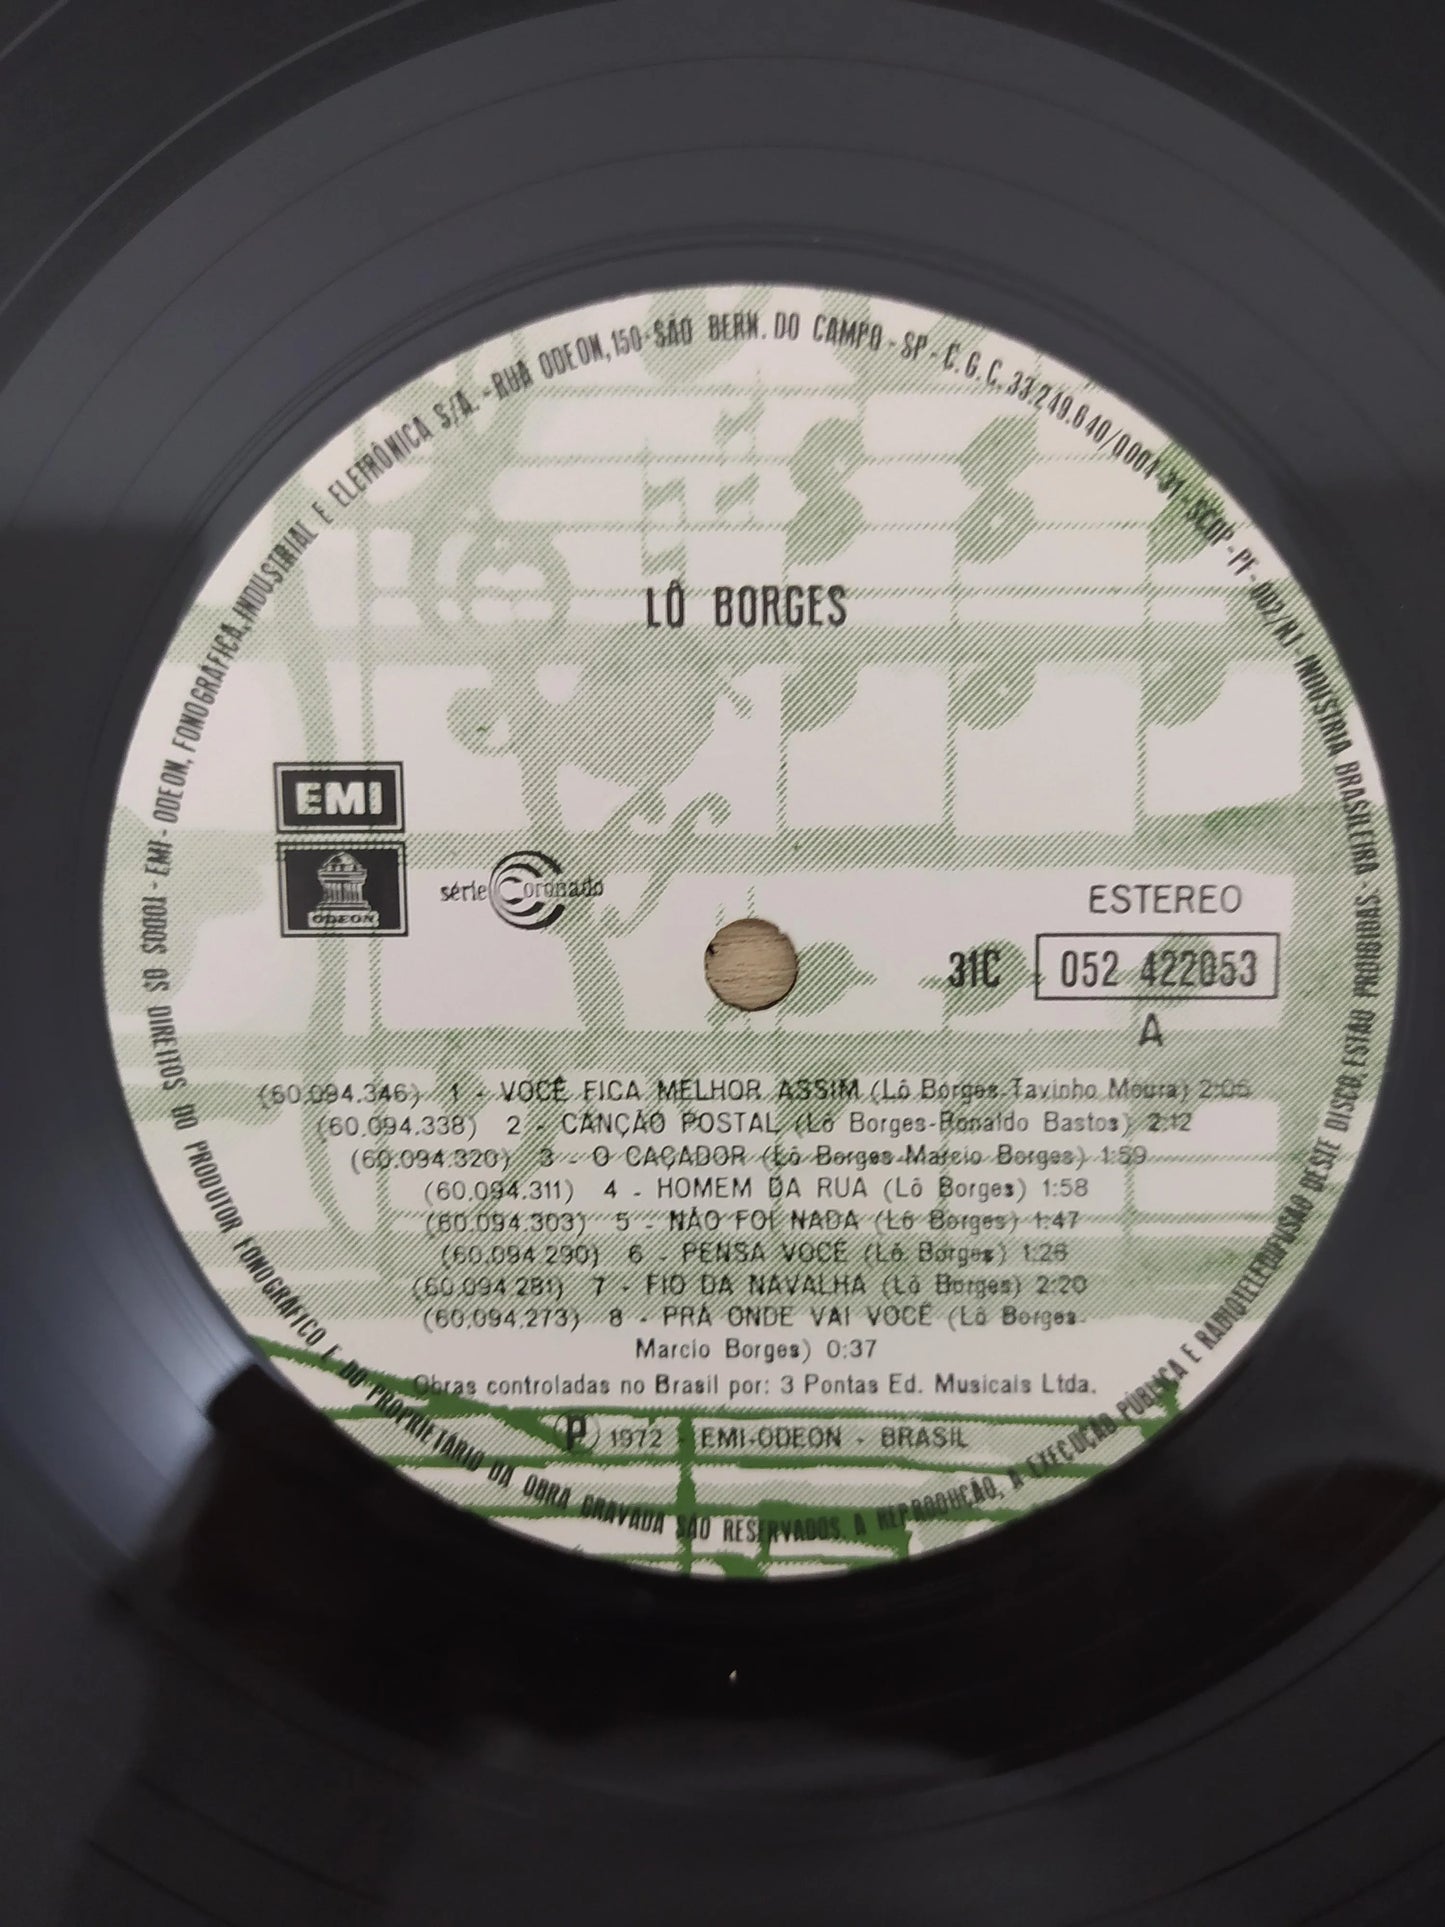 EMI - ODEON, FONOGRÁFICA, INDUSTRIAL E ELETRÔNICA S/A. - RUA ODEON, 150 - SÃO BERN. DO CAMPO - SP - C.G.C. 33.249.640/0001-31 - SCDP - PF - 002/RJ - INDÚSTRIA BRASILEIRA - TODOS OS DIREITOS DO PRODUTOR FONOGRÁFICO E DO PROPRIETÁRIO DA OBRA GRAVADA SÃO RESERVADOS. A REPRODUÇÃO, A EXECUÇÃO PÚBLICA E RADIOTELEDIFUSÃO DESTE DISCO, ESTÃO PROIBIDAS -
LÔ BORGES
EMI
ODEON
série Coronado
ESTEREO
31C 052 422053
A
(60.094.346) 1 - VOCÊ FICA MELHOR ASSIM (Lô Borges-Tavinho Moura) 2:06
(60.094.338) 2 - CANÇÃO POSTAL (Lô Borges-Ronaldo Bastos) 2:12
(60.094.320) 3 - O CAÇADOR (Lô Borges-Marcio Borges) 1:59
(60.094.311) 4 - HOMEM DA RUA (Lô Borges) 1:58
(60.094.303) 5 - NÃO FOI NADA (Lô Borges) 1:47
(60.094.290) 6 - PENSA VOCÊ (Lô Borges) 1:26
(60.094.281) 7 - FIO DA NAVALHA (Lô Borges) 2:20
(60.094.273) 8 - PRÁ ONDE VAI VOCÊ (Lô Borges-
Marcio Borges) 0:37
Obras controladas no Brasil por: 3 Pontas Ed. Musicais Ltda.
Ⓟ 1972 - EMI-ODEON - BRASIL